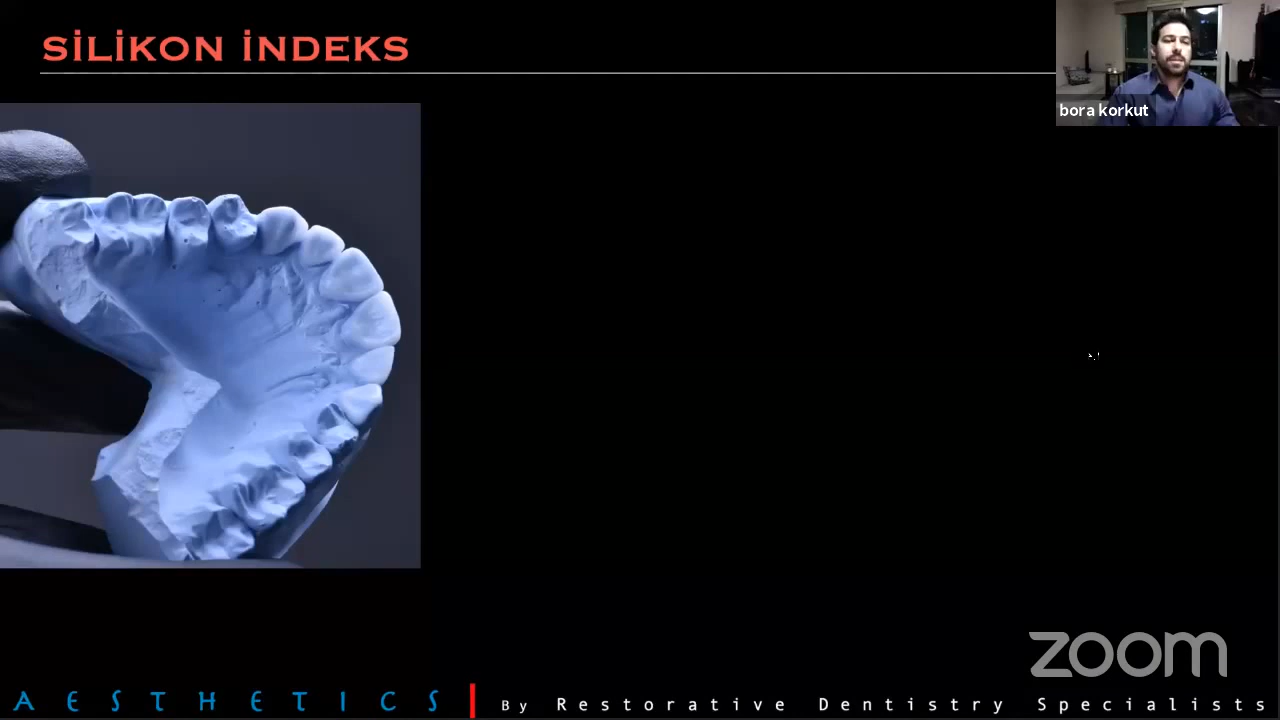 SİLİKON İNDEKS
bora korkut
zoom
AESTHETICS By Restorative Dentistry Specialists